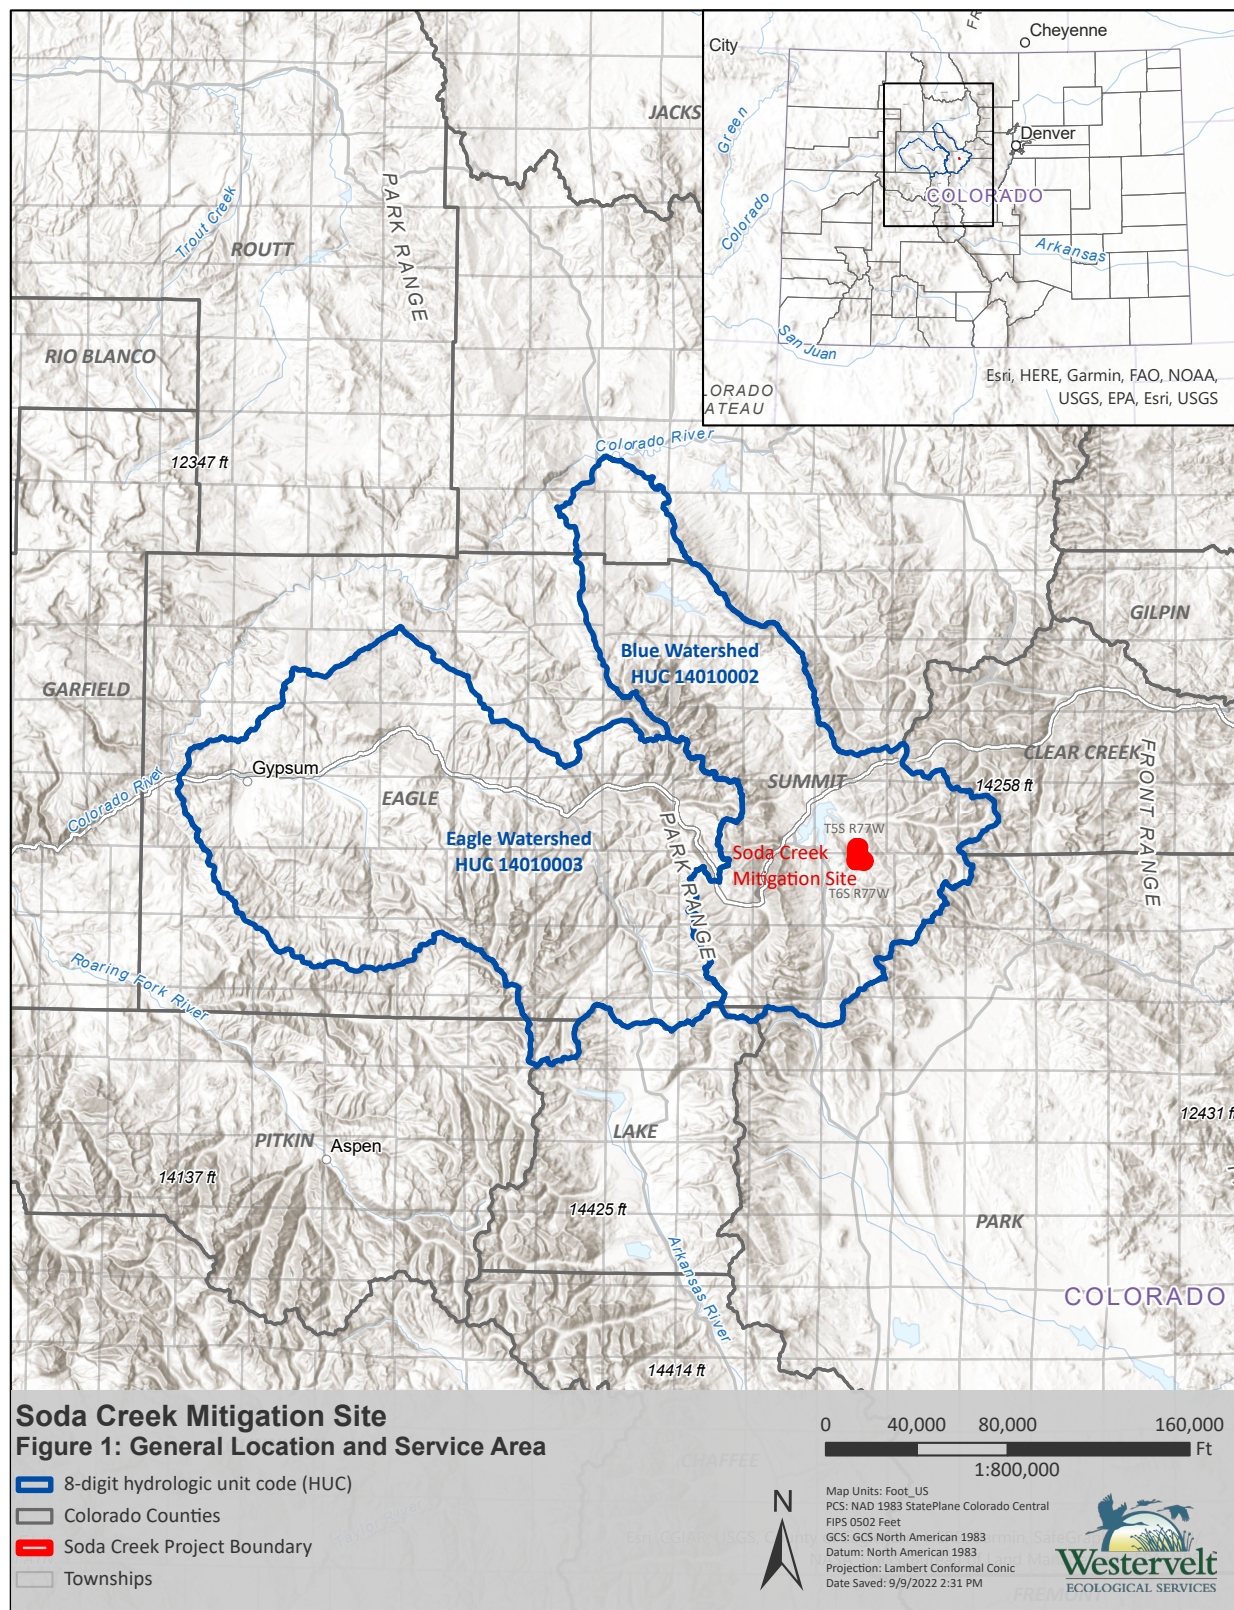 City
FR
Cheyenne
Green
Denver
Colorado
COLORADO
Arkansas
San Juan
ORADO
ATEAU
Esri, HERE, Garmin, FAO, NOAA,
USGS, EPA, Esri, USGS
JACKS
PARK RANGE
Trout Creek
ROUTT
RIO BLANCO
12347 ft
Colorado River
GILPIN
Blue Watershed
HUC 14010002
GARFIELD
CLEAR CREEK
FRONT RANGE
Gypsum
SUMMIT
14258 ft
EAGLE
Colorado River
T5S R77W
Eagle Watershed
HUC 14010003
PARK RANGE
Soda Creek
Mitigation Site
T6S R77W
Roaring Fork River
LAKE
12431 ft
PITKIN
Aspen
14137 ft
14425 ft
PARK
Arkansas River
COLORADO
14414 ft
Soda Creek Mitigation Site
Figure 1: General Location and Service Area
8-digit hydrologic unit code (HUC)
Colorado Counties
Soda Creek Project Boundary
Townships
CHAFFEE
0 40,000 80,000 160,000
Ft
1:800,000
N
Map Units: Foot_US
PCS: NAD 1983 StatePlane Colorado Central
FIPS 0502 Feet
GCS: GCS North American 1983
Datum: North American 1983
Projection: Lambert Conformal Conic
Date Saved: 9/9/2022 2:31 PM
Westervelt
ECOLOGICAL SERVICES
FREMONT